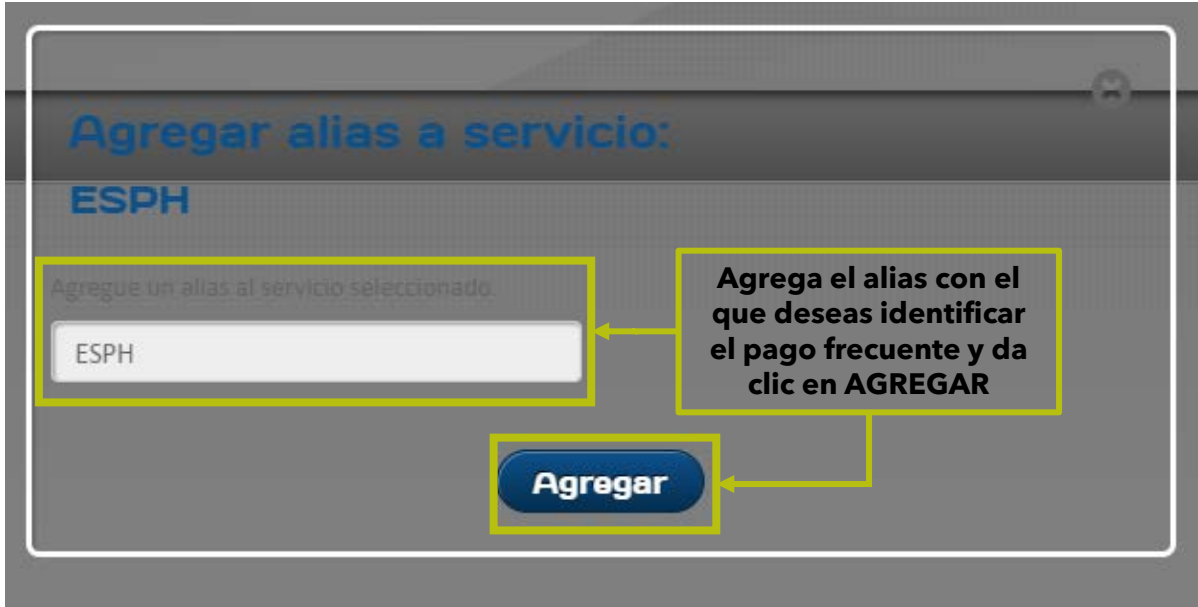 Agregar alias a servicio:
ESPH
Agregue un alias al servicio seleccionado
ESPH
Agrega el alias con el
que deseas identificar
el pago frecuente y da
clic en AGREGAR
Agregar